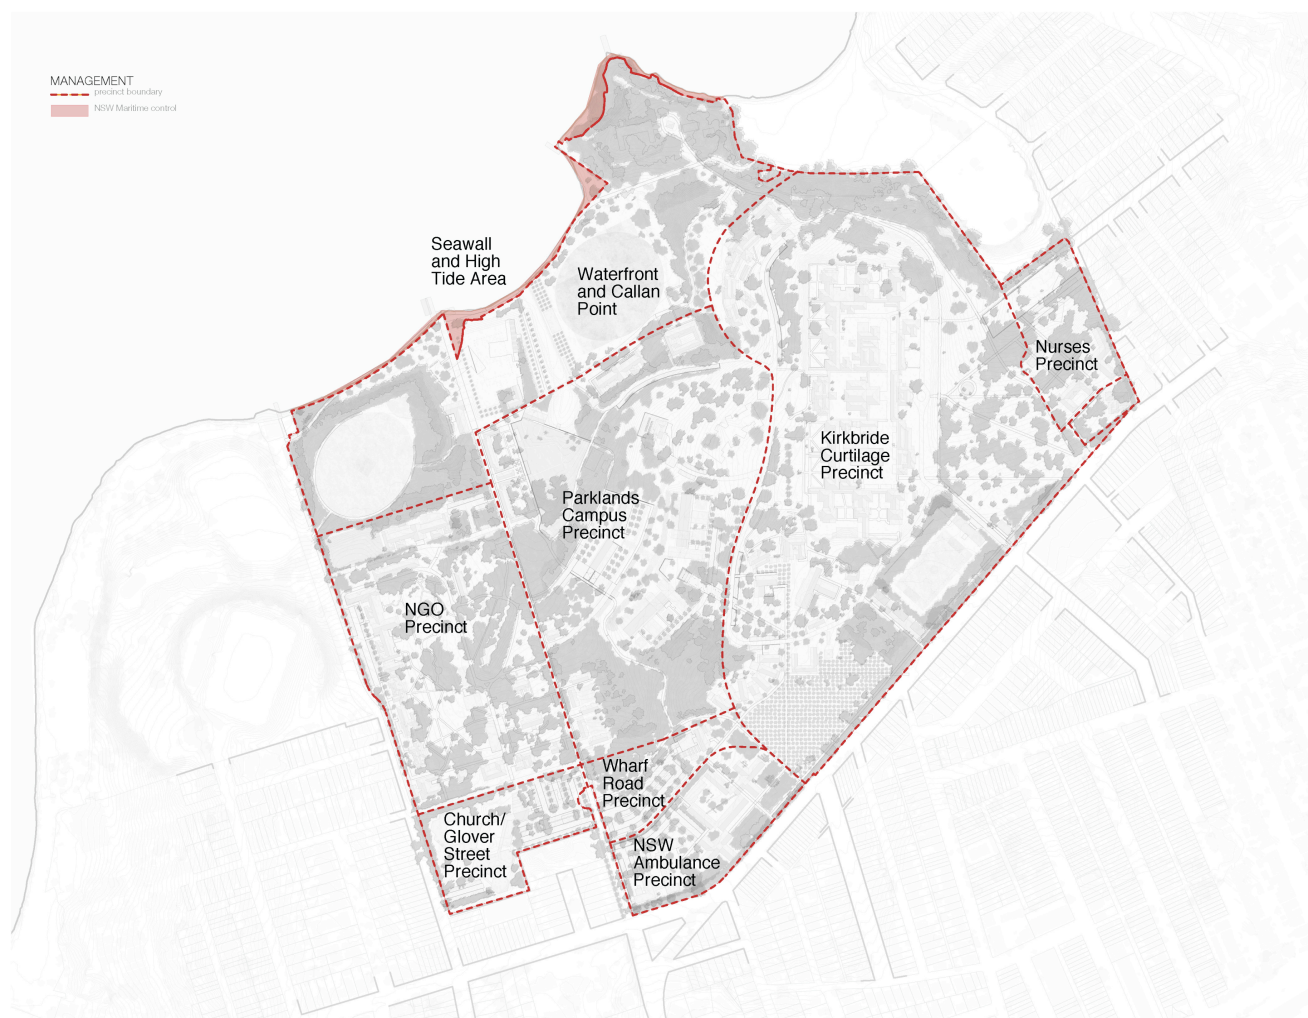 MANAGEMENT
precinct boundary
NSW Maritime control
Seawall
and High
Tide Area
Waterfront
and Callan
Point
Nurses
Precinct
Kirkbride
Curtilage
Precinct
Parklands
Campus
Precinct
NGO
Precinct
Wharf
Road
Precinct
Church/
Glover
Street
Precinct
NSW
Ambulance
Precinct